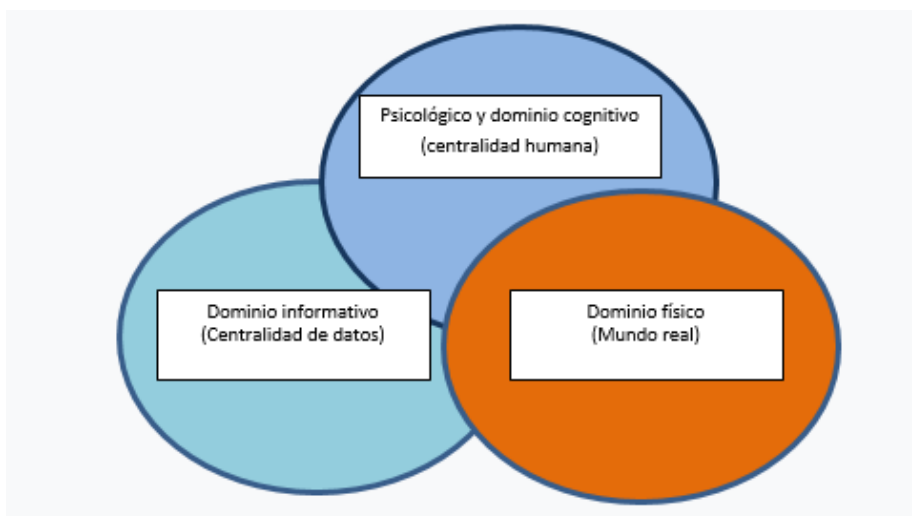 Psicológico y dominio cognitivo
(centralidad humana)
Dominio informativo
(Centralidad de datos)
Dominio físico
(Mundo real)